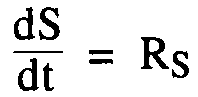 dS/dt = R_S